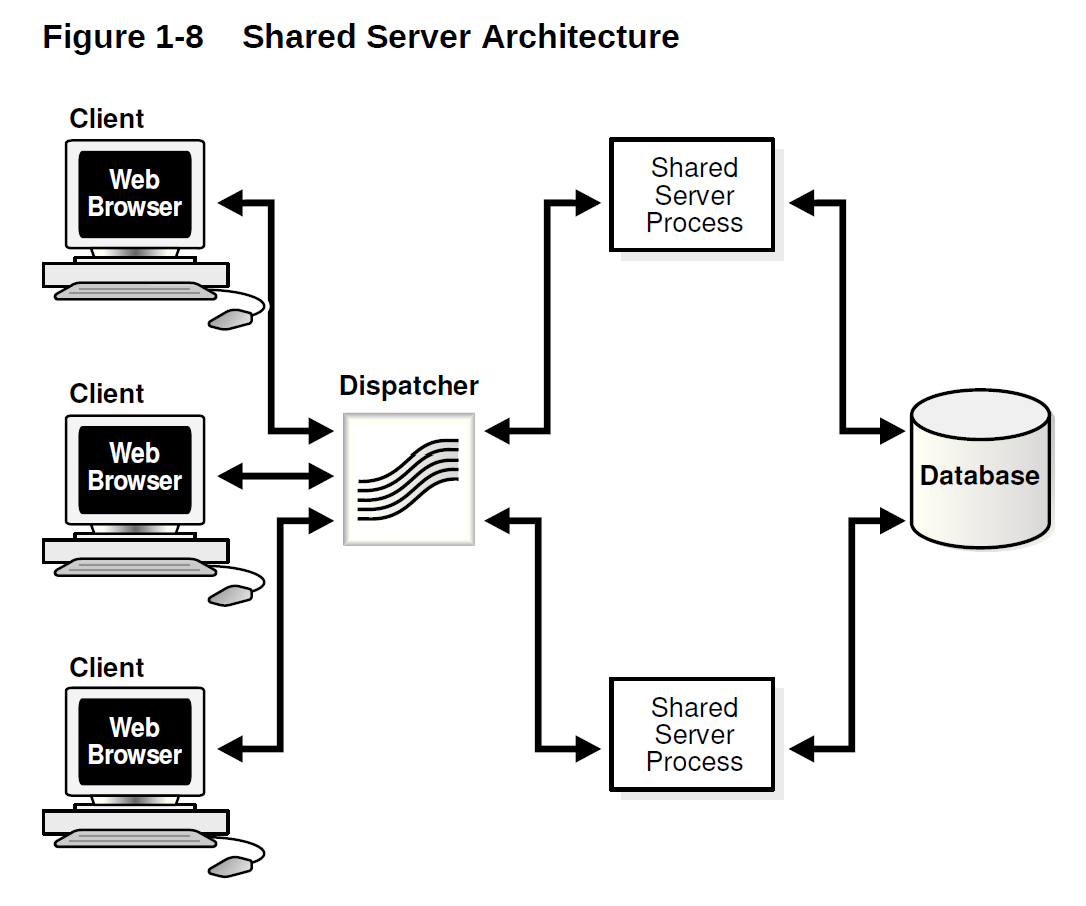 Figure 1-8 Shared Server Architecture
Client
Web
Browser
Shared
Server
Process
Client
Web
Browser
Dispatcher
Database
Client
Web
Browser
Shared
Server
Process